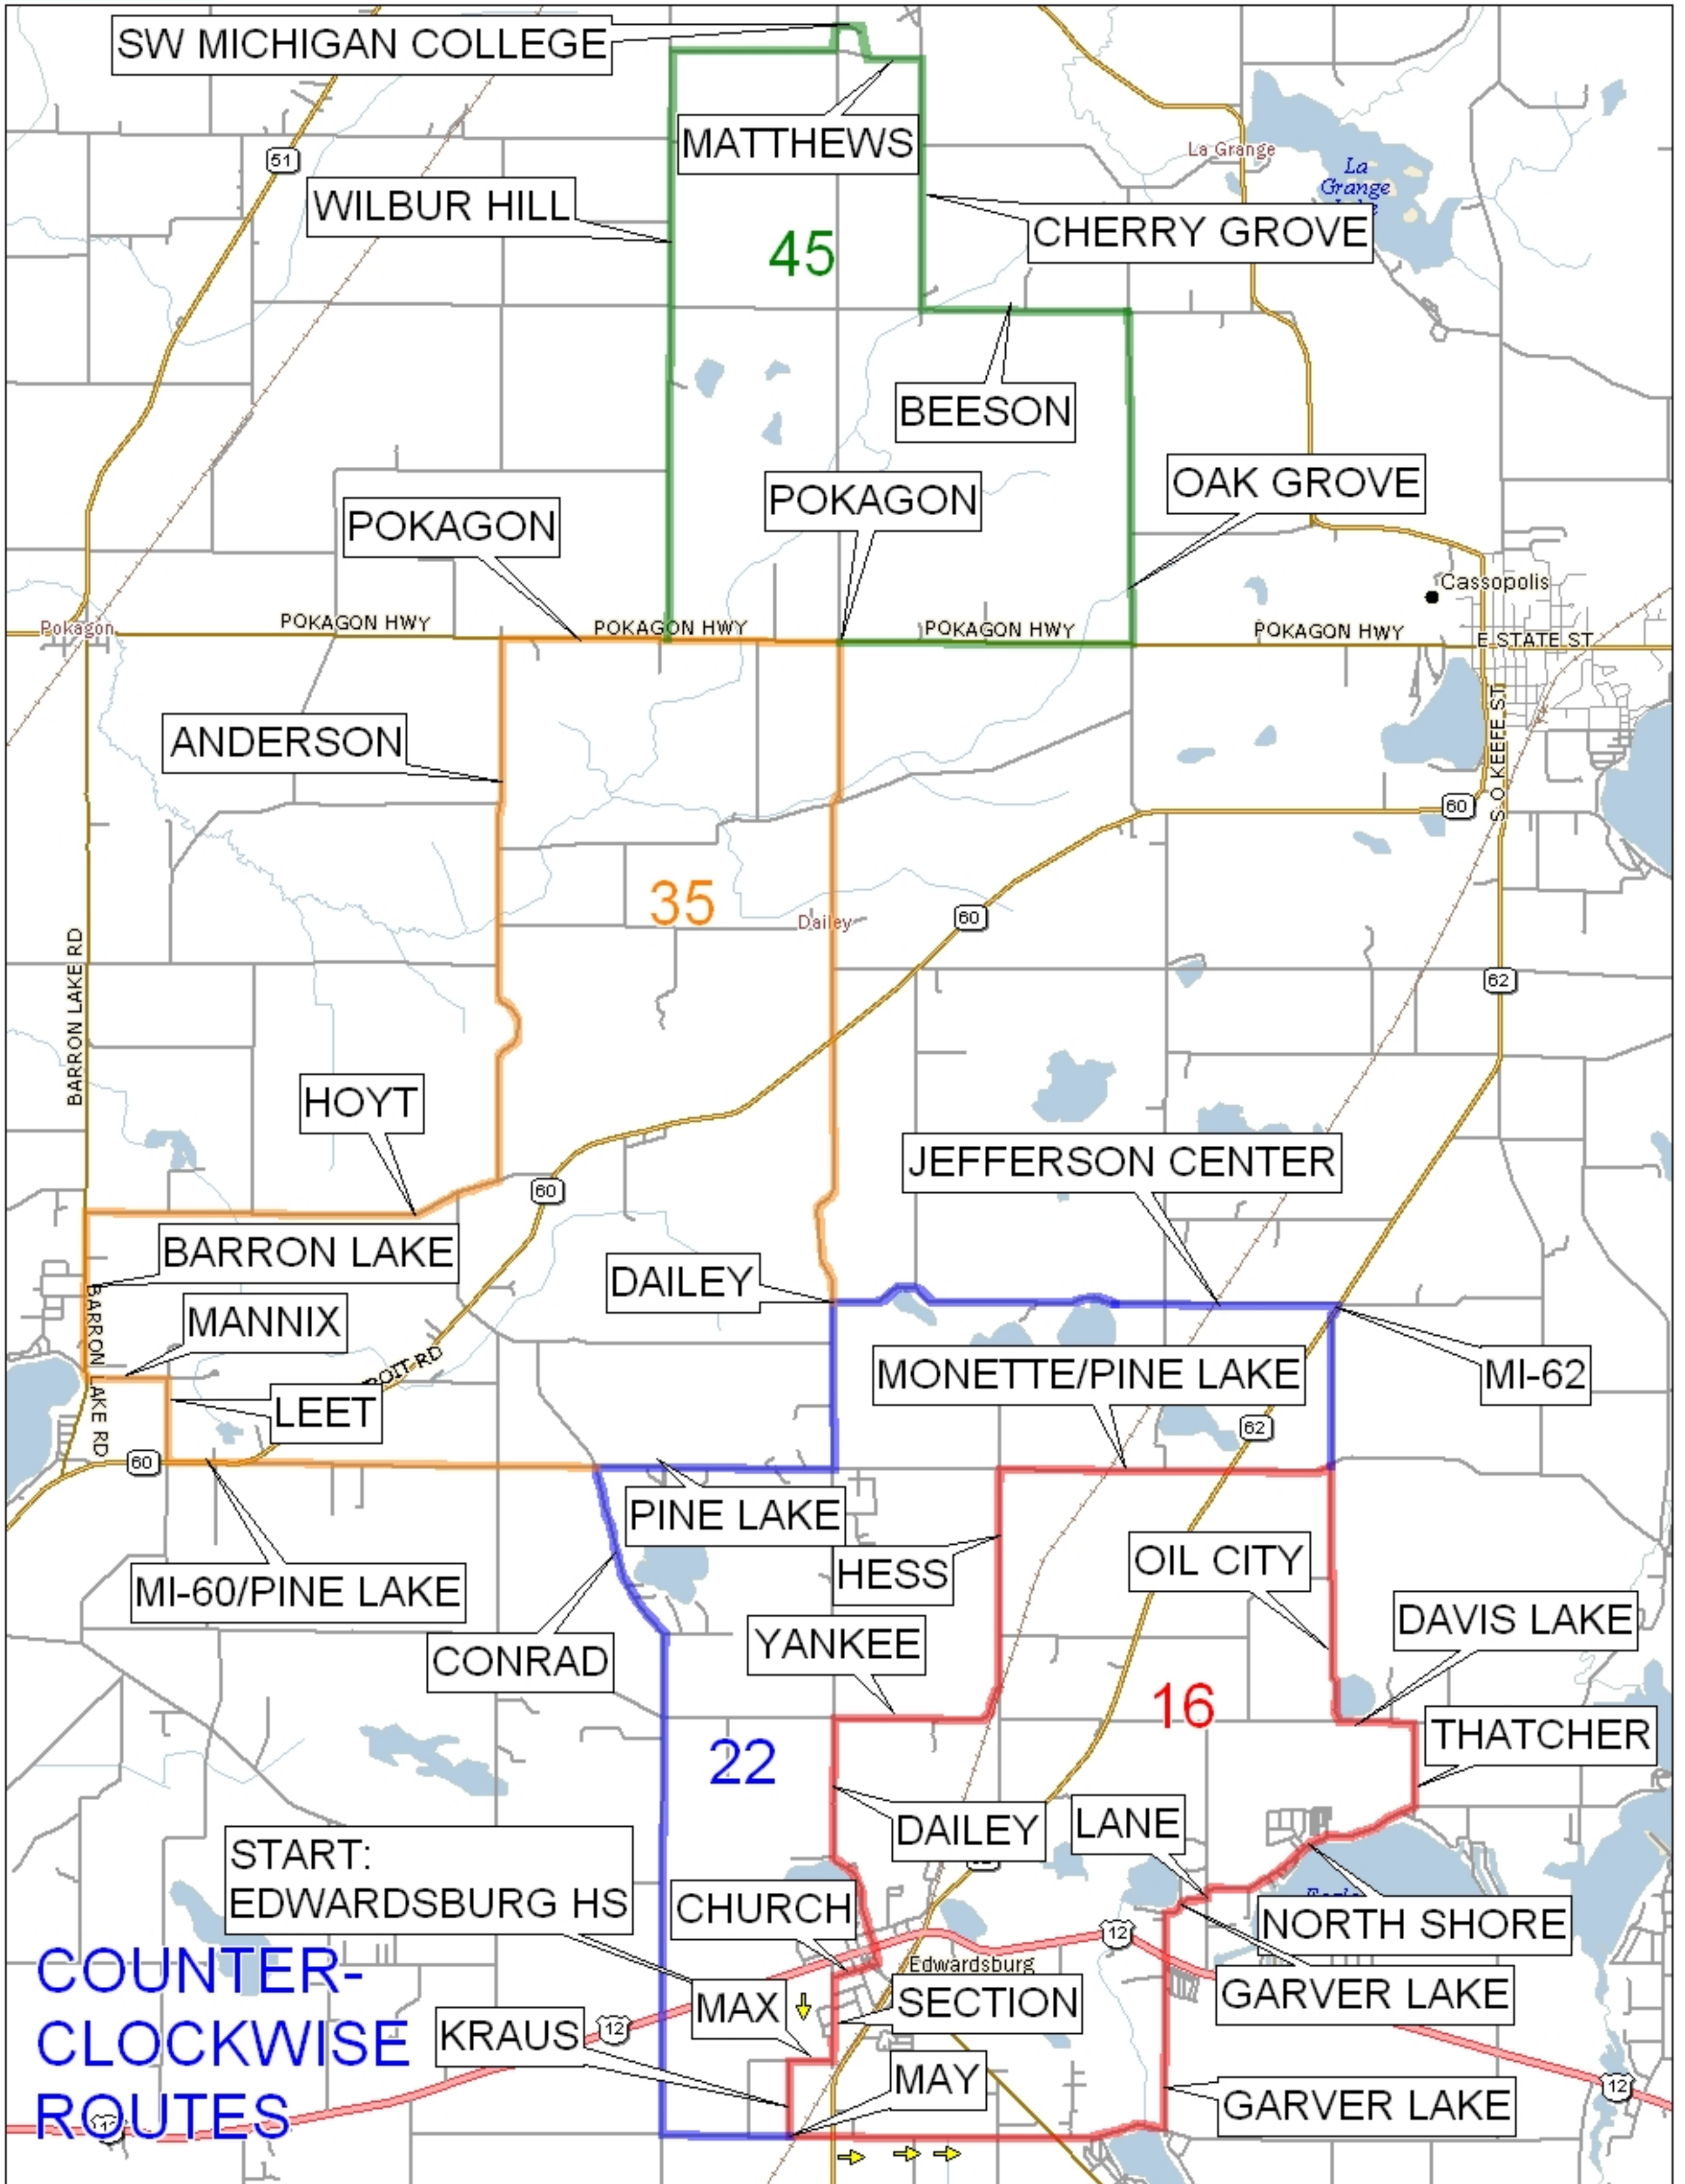 SW MICHIGAN COLLEGE
MATTHEWS
51
La Grange
La
Grange
WILBUR HILL
CHERRY GROVE
45
BEESON
POKAGON
OAK GROVE
POKAGON
Cassopolis
Pokagon
POKAGON HWY
POKAGON HWY
POKAGON HWY
POKAGON HWY
E STATE ST
S O KEEFE ST
ANDERSON
60
35
Dailey
60
BARRON LAKE RD
62
HOYT
JEFFERSON CENTER
60
BARRON LAKE
DAILEY
MANNIX
BARRON LAKE RD
MONETTE/PINE LAKE
MI-62
LEET
62
60
PINE LAKE
HESS
OIL CITY
MI-60/PINE LAKE
DAVIS LAKE
YANKEE
CONRAD
16
THATCHER
22
DAILEY
LANE
START:
EDWARDSBURG HS
CHURCH
NORTH SHORE
12
Edwardsburg
COUNTER-
CLOCKWISE
ROUTES
MAX
SECTION
GARVER LAKE
KRAUS
12
MAY
12
GARVER LAKE